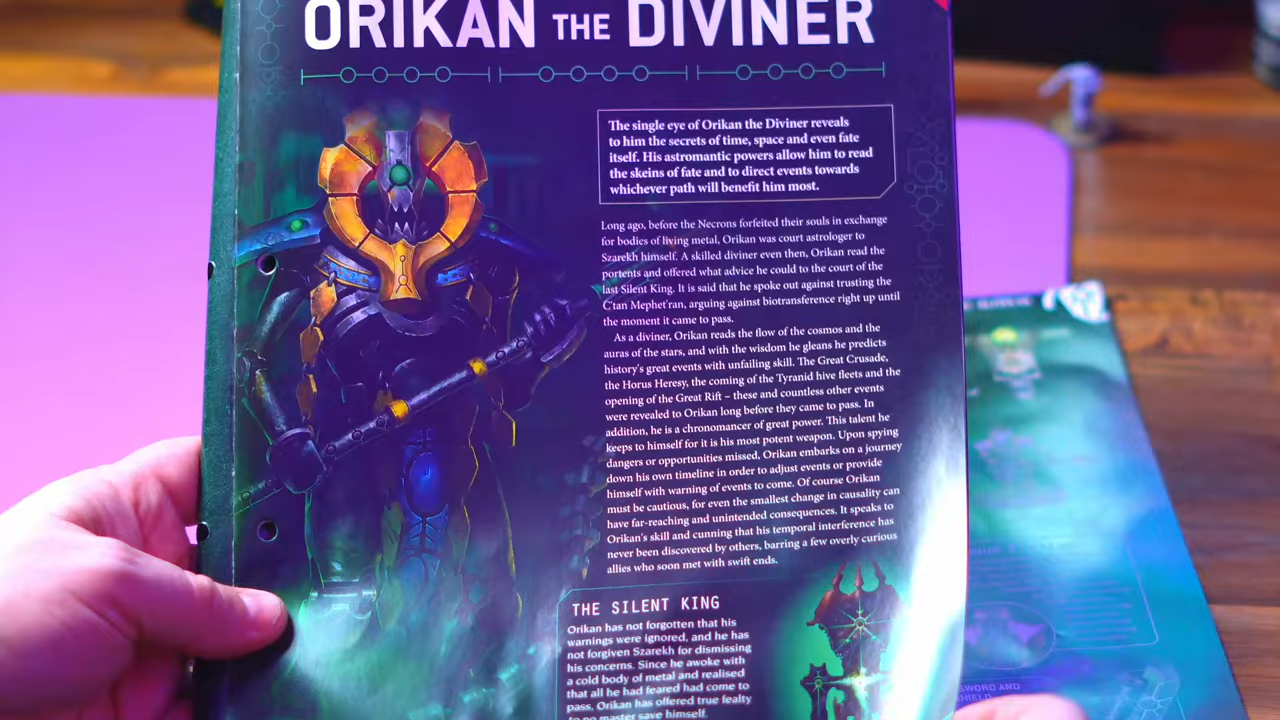 ORIKAN THE DIVINER
The single eye of Orikan the Diviner reveals
to him the secrets of time, space and even fate
itself. His astromantic powers allow him to read
the skeins of fate and to direct events towards
whichever path will benefit him most.
Long ago, before the Necrons forfeited their souls in exchange
for bodies of living metal, Orikan was court astrologer to
Szarekh himself. A skilled diviner even then, Orikan read the
portents and offered what advice he could to the court of the
last Silent King. It is said that he spoke out against trusting the
C'tan Mephet'ran, arguing against biotransference right up until
the moment it came to pass.
As a diviner, Orikan reads the flow of the cosmos and the
auras of the stars, and with the wisdom he gleans he predicts
history's great events with unfailing skill. The Great Crusade,
the Horus Heresy, the coming of the Tyranid hive fleets and the
opening of the Great Rift – these and countless other events
were revealed to Orikan long before they came to pass. In
addition, he is a chronomancer of great power. This talent he
keeps to himself for it is his most potent weapon. Upon spying
dangers or opportunities missed, Orikan embarks on a journey
down his own timeline in order to adjust events or provide
himself with warning of events to come. Of course Orikan
must be cautious, for even the smallest change in causality can
have far-reaching and unintended consequences. It speaks to
Orikan's skill and cunning that his temporal interference has
never been discovered by others, barring a few overly curious
allies who soon met with swift ends.
THE SILENT KING
Orikan has not forgotten that his
warnings were ignored, and he has
not forgiven Szarekh for dismissing
his concerns. Since he awoke with
a cold body of metal and realised
that all he had feared had come to
pass, Orikan has offered true fealty
to no master save himself.
SWORD AND
SHIELD